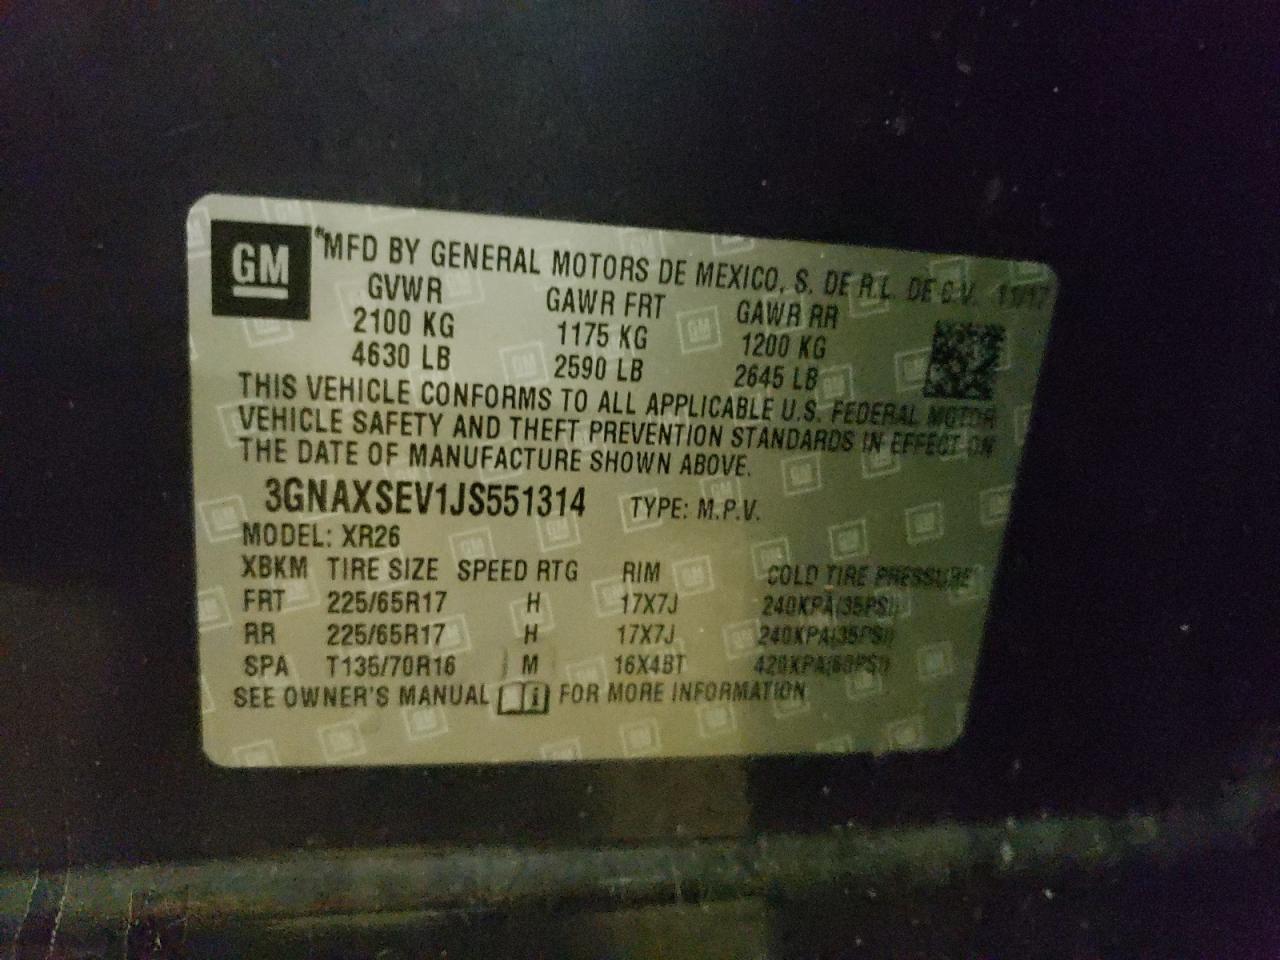 GM
"MFD BY GENERAL MOTORS DE MEXICO, S. DE R.L. DE C.V. 11/17
GVWR GAWR FRT GAWR RR
2100 KG 1175 KG 1200 KG
4630 LB 2590 LB 2645 LB
THIS VEHICLE CONFORMS TO ALL APPLICABLE U.S. FEDERAL MOTOR
VEHICLE SAFETY AND THEFT PREVENTION STANDARDS IN EFFECT ON
THE DATE OF MANUFACTURE SHOWN ABOVE.
3GNAXSEV1JS551314 TYPE: M.P.V.
MODEL: XR26
XBKM TIRE SIZE SPEED RTG RIM COLD TIRE PRESSURE
FRT 225/65R17 H 17X7J 240KPA(35PSI)
RR 225/65R17 H 17X7J 240KPA(35PSI)
SPA T135/70R16 M 16X4BT 420KPA(60PSI)
SEE OWNER'S MANUAL i FOR MORE INFORMATION